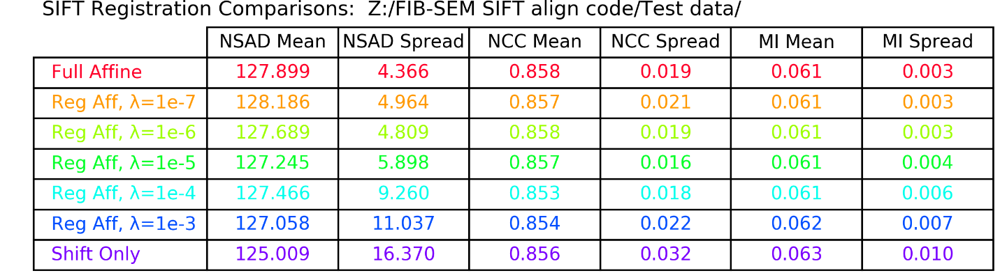 SIFT Registration Comparisons:  Z:/FIB-SEM SIFT align code/Test data/
NSAD Mean NSAD Spread NCC Mean NCC Spread MI Mean MI Spread
Full Affine 127.899 4.366 0.858 0.019 0.061 0.003
Reg Aff, λ=1e-7 128.186 4.964 0.857 0.021 0.061 0.003
Reg Aff, λ=1e-6 127.689 4.809 0.858 0.019 0.061 0.003
Reg Aff, λ=1e-5 127.245 5.898 0.857 0.016 0.061 0.004
Reg Aff, λ=1e-4 127.466 9.260 0.853 0.018 0.061 0.006
Reg Aff, λ=1e-3 127.058 11.037 0.854 0.022 0.062 0.007
Shift Only 125.009 16.370 0.856 0.032 0.063 0.010